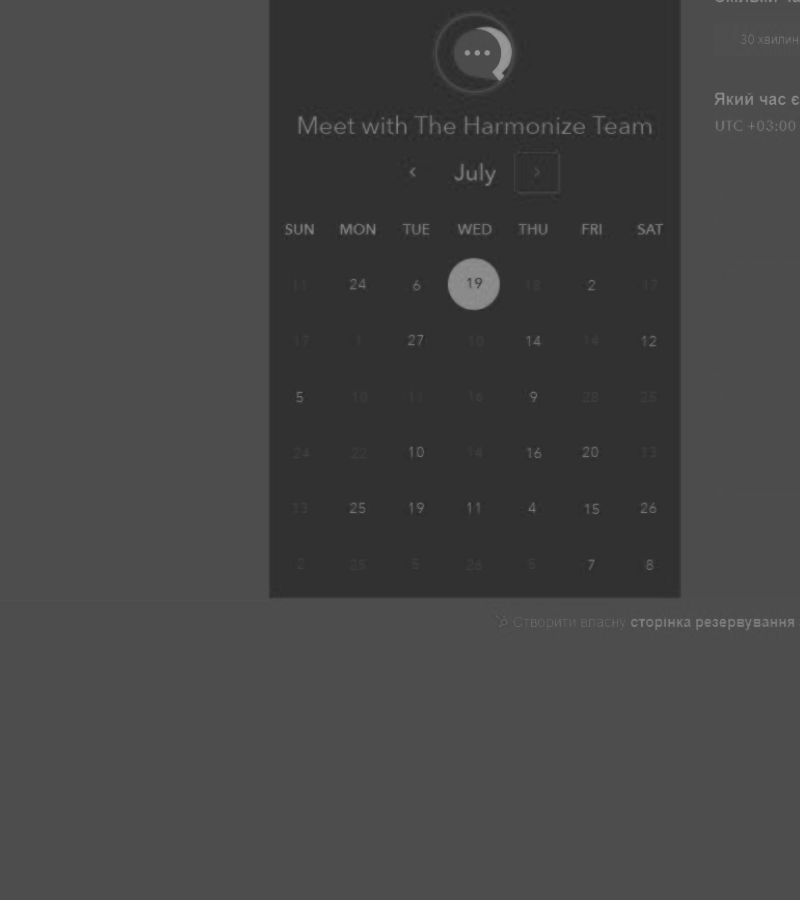 30 хвилин
Meet with The Harmonize Team
Який час є
UTC +03:00
July
SUN MON TUE WED THU FRI SAT
24 6 19 18 2 17
17 1 27 10 14 14 12
5 10 11 16 9 28 25
24 22 10 14 16 20 13
13 25 19 11 4 15 26
2 25 5 26 5 7 8
Створити власну сторінка резервування